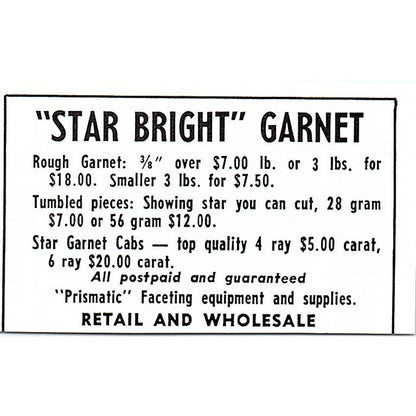 "STAR BRIGHT" GARNET
Rough Garnet: ⅜" over $7.00 lb. or 3 lbs. for
$18.00. Smaller 3 lbs. for $7.50.
Tumbled pieces: Showing star you can cut, 28 gram
$7.00 or 56 gram $12.00.
Star Garnet Cabs — top quality 4 ray $5.00 carat,
6 ray $20.00 carat.
All postpaid and guaranteed
"Prismatic" Faceting equipment and supplies.
RETAIL AND WHOLESALE